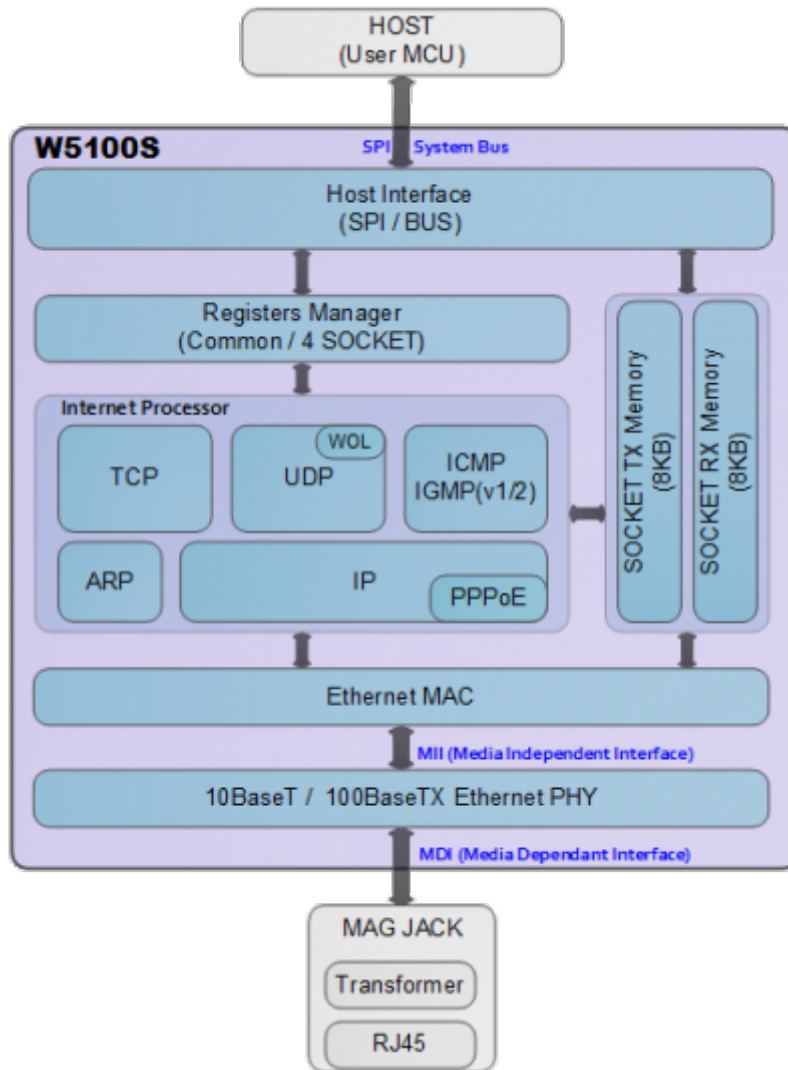 HOST
(User MCU)
W5100S
SPI System Bus
Host Interface
(SPI / BUS)
Registers Manager
(Common / 4 SOCKET)
Internet Processor
TCP
UDP
WOL
ICMP
IGMP(v1/2)
ARP
IP
PPPoE
SOCKET TX Memory
(8KB)
SOCKET RX Memory
(8KB)
Ethernet MAC
MII (Media Independent Interface)
10BaseT / 100BaseTX Ethernet PHY
MDI (Media Dependant Interface)
MAG JACK
Transformer
RJ45